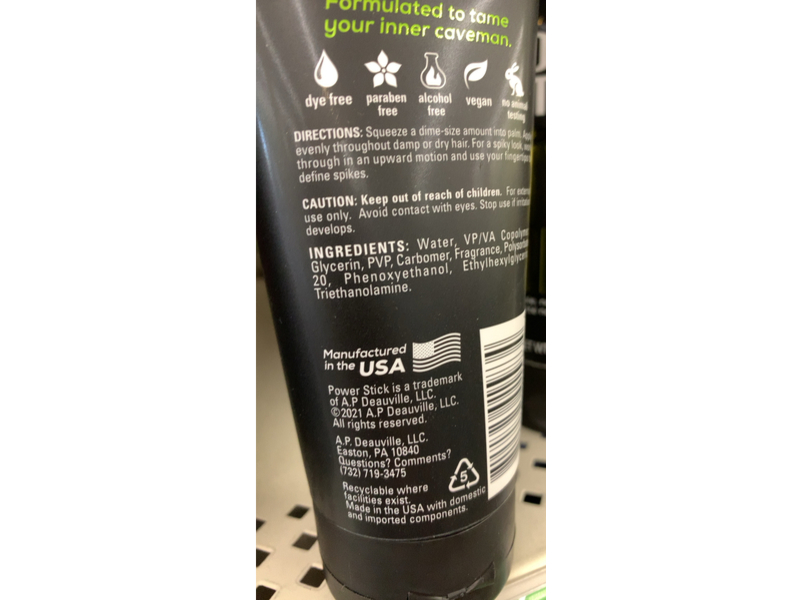 Formulated to tame
your inner caveman.
dye free
paraben
free
alcohol
free
vegan
no animal
testing
DIRECTIONS: Squeeze a dime-size amount into palm.
evenly throughout damp or dry hair. For a spiky look,
through in an upward motion and use your fingertips
define spikes.
CAUTION: Keep out of reach of children. For
use only. Avoid contact with eyes. Stop use if
develops.
INGREDIENTS: Water, VP/VA
Glycerin, PVP, Carbomer, Fragrance,
20, Phenoxyethanol,
Triethanolamine.
Manufactured
in the USA
Power Stick is a trademark
of A.P Deauville, LLC.
©2021 A.P Deauville, LLC.
All rights reserved.
A.P. Deauville, LLC.
Easton, PA 10840
Questions? Comments?
(732) 719-3475
5
Recyclable where
facilities exist.
Made in the USA with domestic
and imported components.